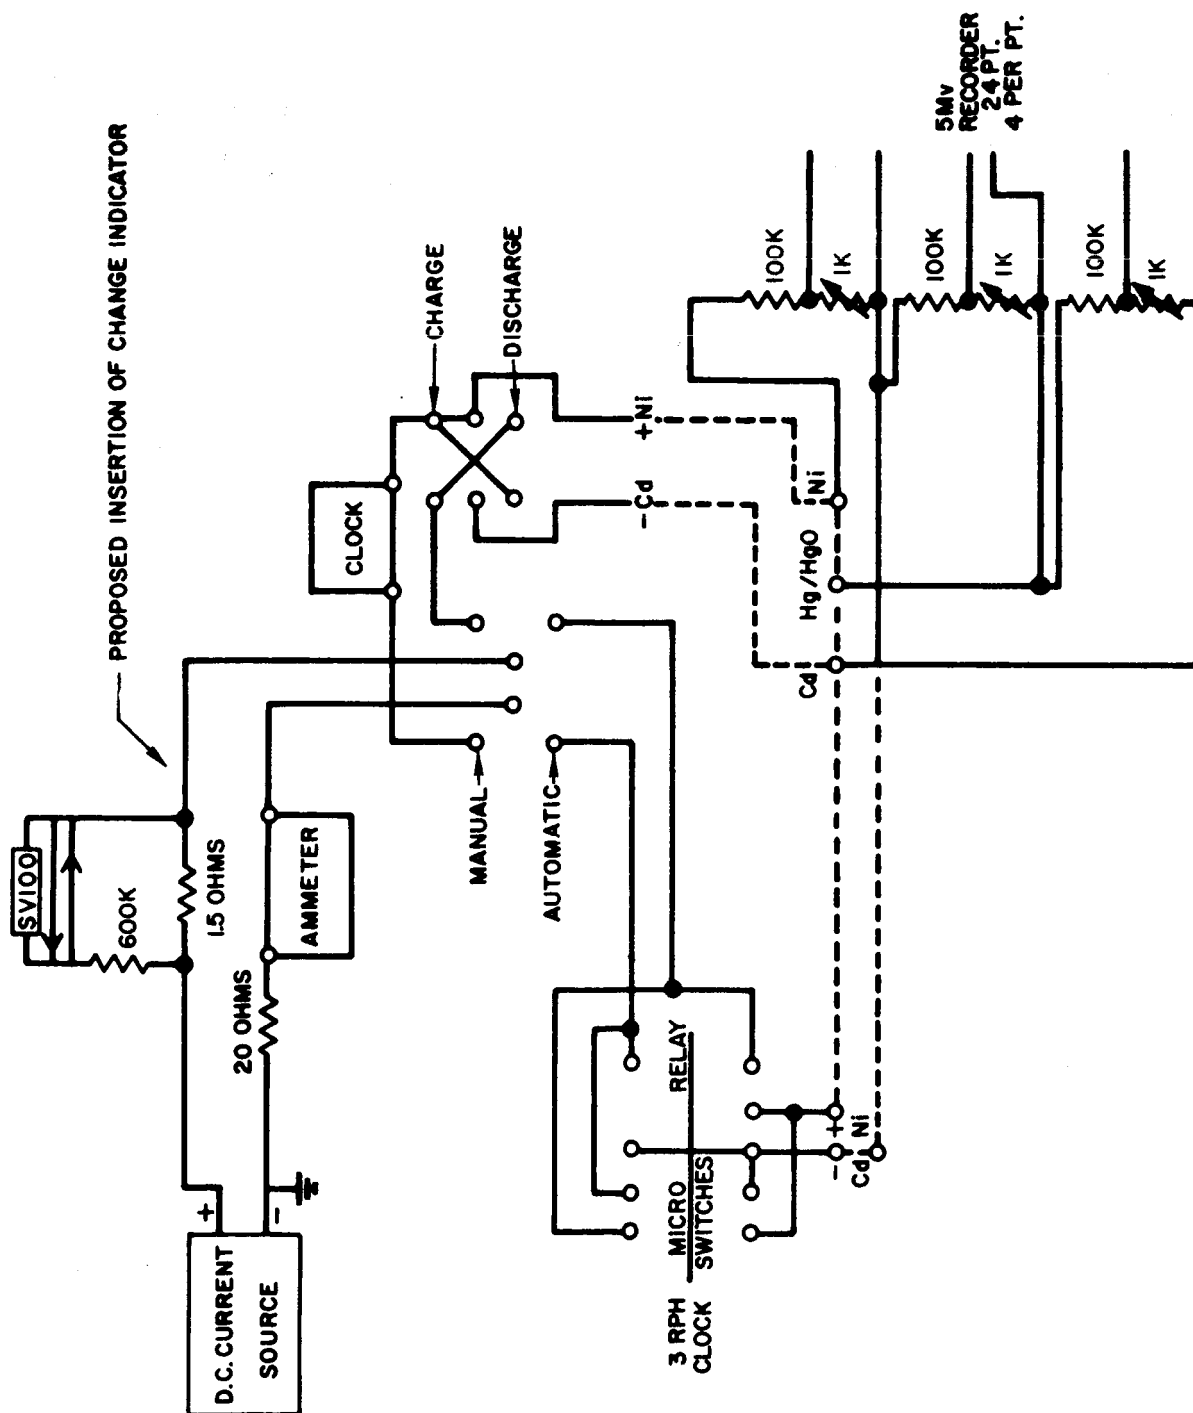 PROPOSED INSERTION OF CHANGE INDICATOR
SV100
600K
1.5 OHMS
D.C. CURRENT
SOURCE
+
-
20 OHMS
AMMETER
CLOCK
MANUAL
AUTOMATIC
CHARGE
DISCHARGE
+Ni
-Cd
3 RPH
CLOCK
MICRO
SWITCHES
RELAY
-
+
Cd
Ni
Cd
Hg/HgO
Ni
100K
1K
100K
1K
100K
1K
5Mv
RECORDER
24 PT.
4 PER PT.